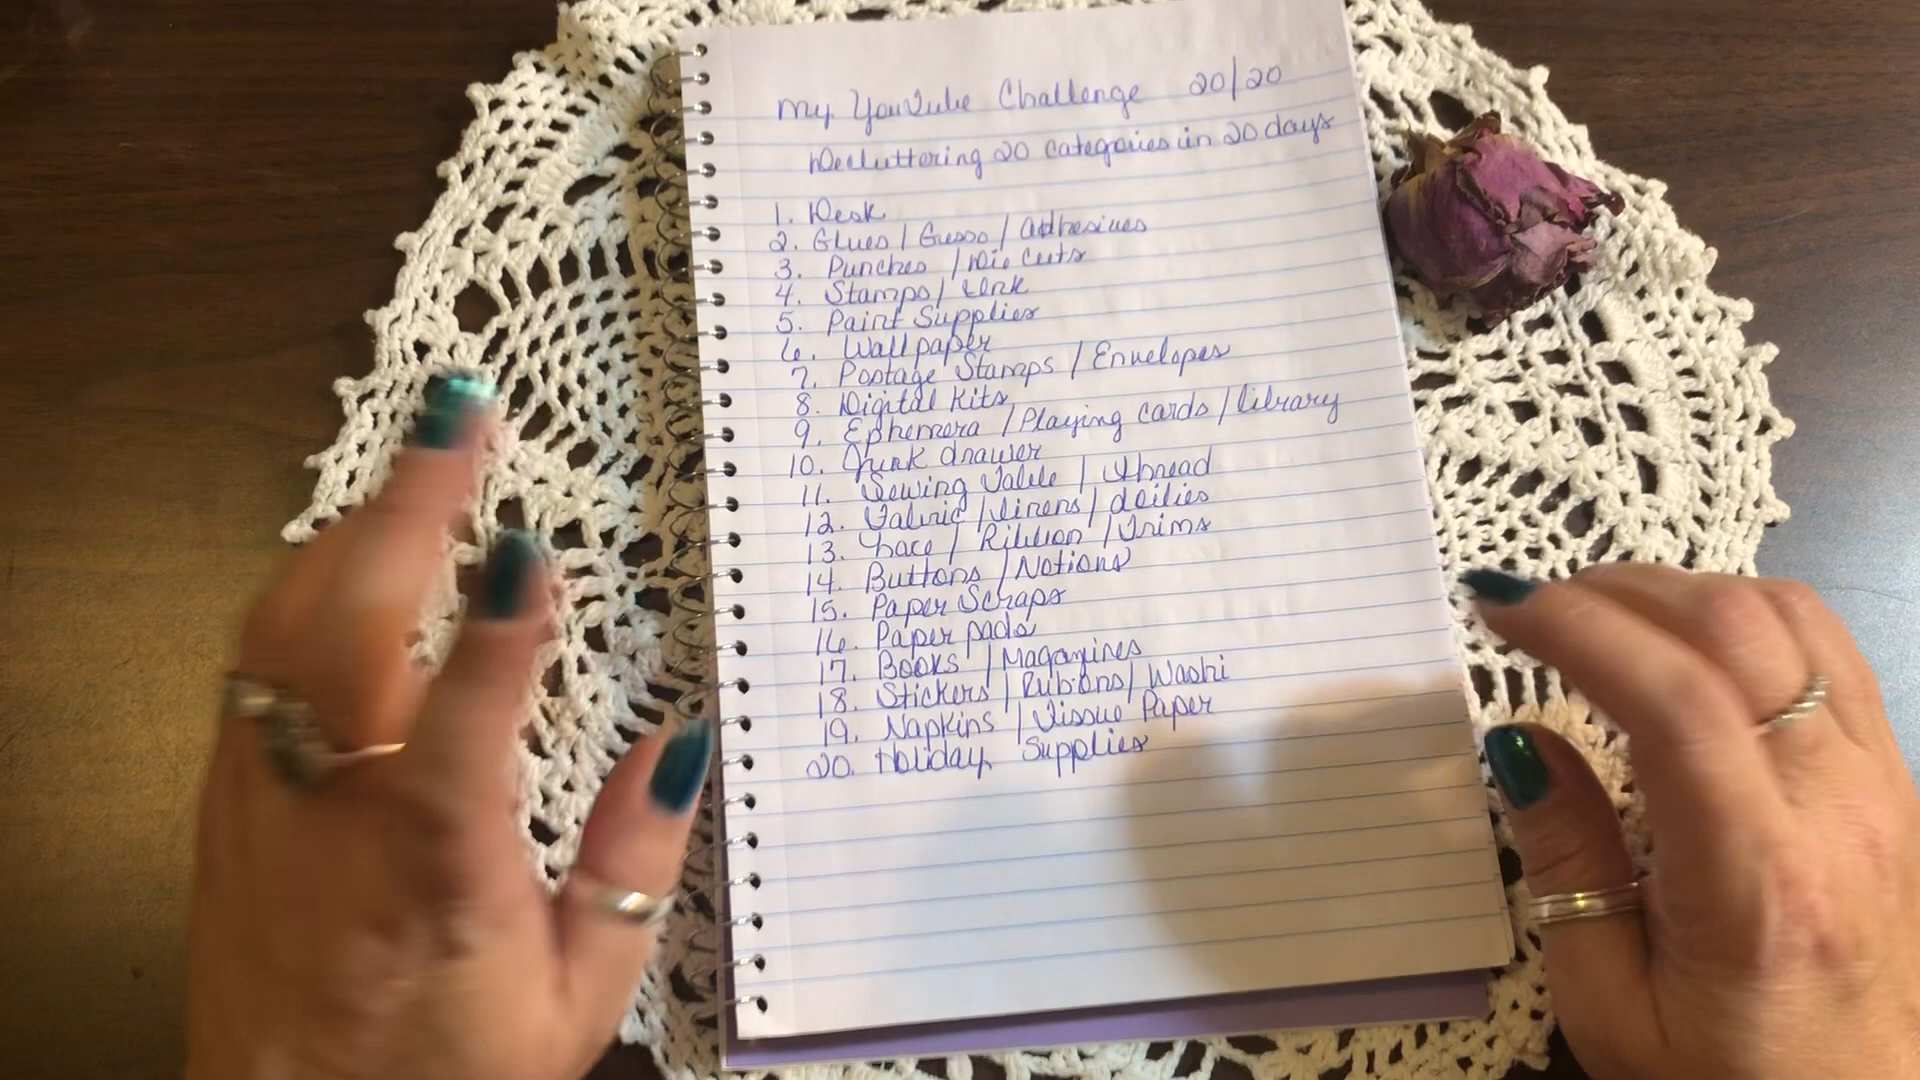 My YouTube Challenge 20/20
Decluttering 20 categories in 20 days
1. Desk
2. Glues / Gesso / Adhesives
3. Punches / Die Cuts
4. Stamps / Ink
5. Paint Supplies
6. Wallpaper
7. Postage Stamps / Envelopes
8. Digital Kits
9. Ephemera / Playing cards / library
10. Junk drawer
11. Sewing Table / Thread
12. Fabric / Linens / doilies
13. Lace / Ribbon / Trims
14. Buttons / Notions
15. Paper Scraps
16. Paper pads
17. Books / Magazines
18. Stickers / Rubons / Washi
19. Napkins / Tissue Paper
20. Holiday Supplies